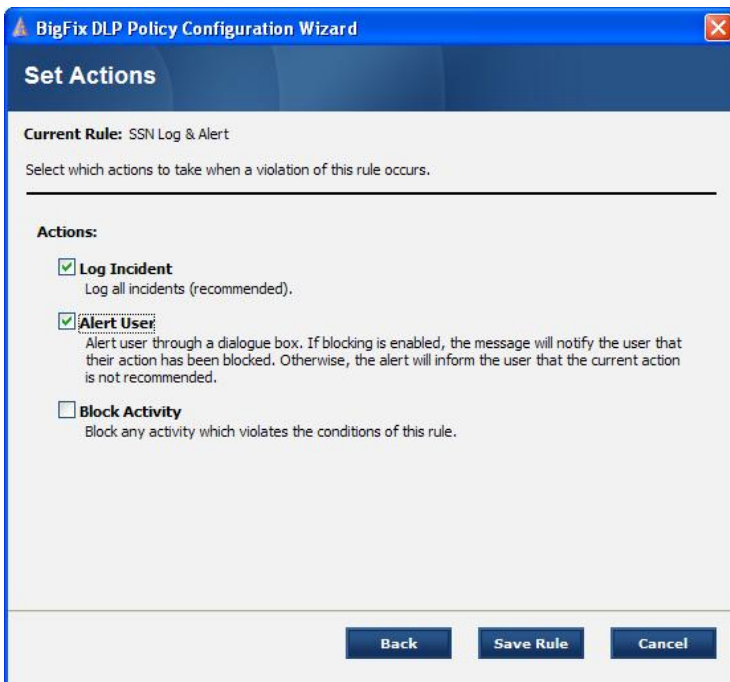 BigFix DLP Policy Configuration Wizard
Set Actions
Current Rule: SSN Log & Alert
Select which actions to take when a violation of this rule occurs.
Actions:
Log Incident
Log all incidents (recommended).
Alert User
Alert user through a dialogue box. If blocking is enabled, the message will notify the user that
their action has been blocked. Otherwise, the alert will inform the user that the current action
is not recommended.
Block Activity
Block any activity which violates the conditions of this rule.
Back Save Rule Cancel